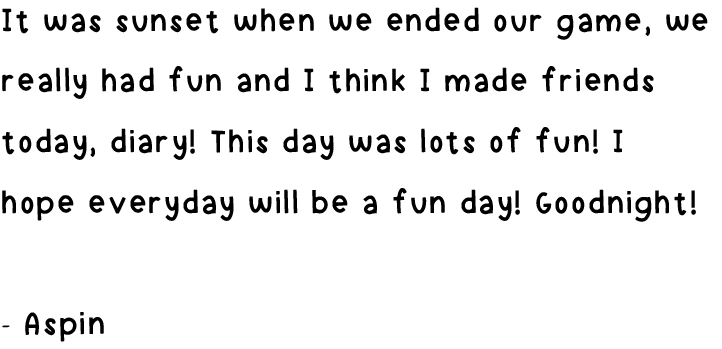 It was sunset when we ended our game, we
really had fun and I think I made friends
today, diary! This day was lots of fun! I
hope everyday will be a fun day! Goodnight!
- Aspin